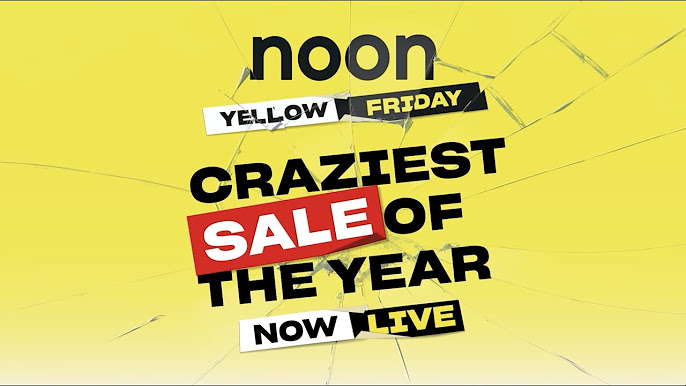 noon
YELLOW FRIDAY
CRAZIEST
SALE OF
THE YEAR
NOW LIVE